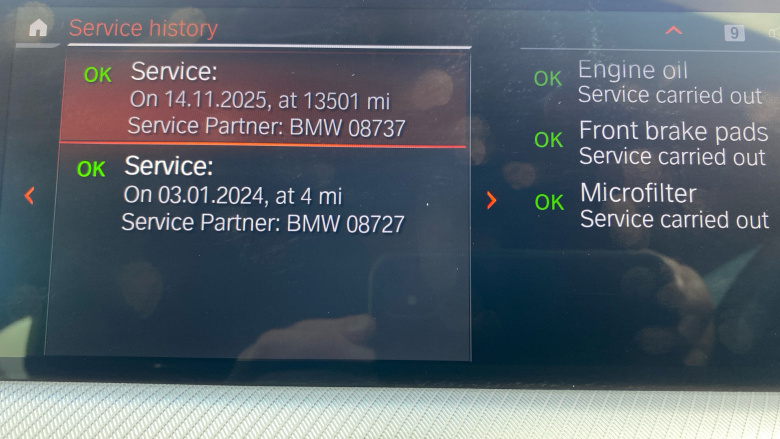 Service history
9
OK Service:
On 14.11.2025, at 13501 mi
Service Partner: BMW 08737
OK Service:
On 03.01.2024, at 4 mi
Service Partner: BMW 08727
OK Engine oil
Service carried out
OK Front brake pads
Service carried out
OK Microfilter
Service carried out